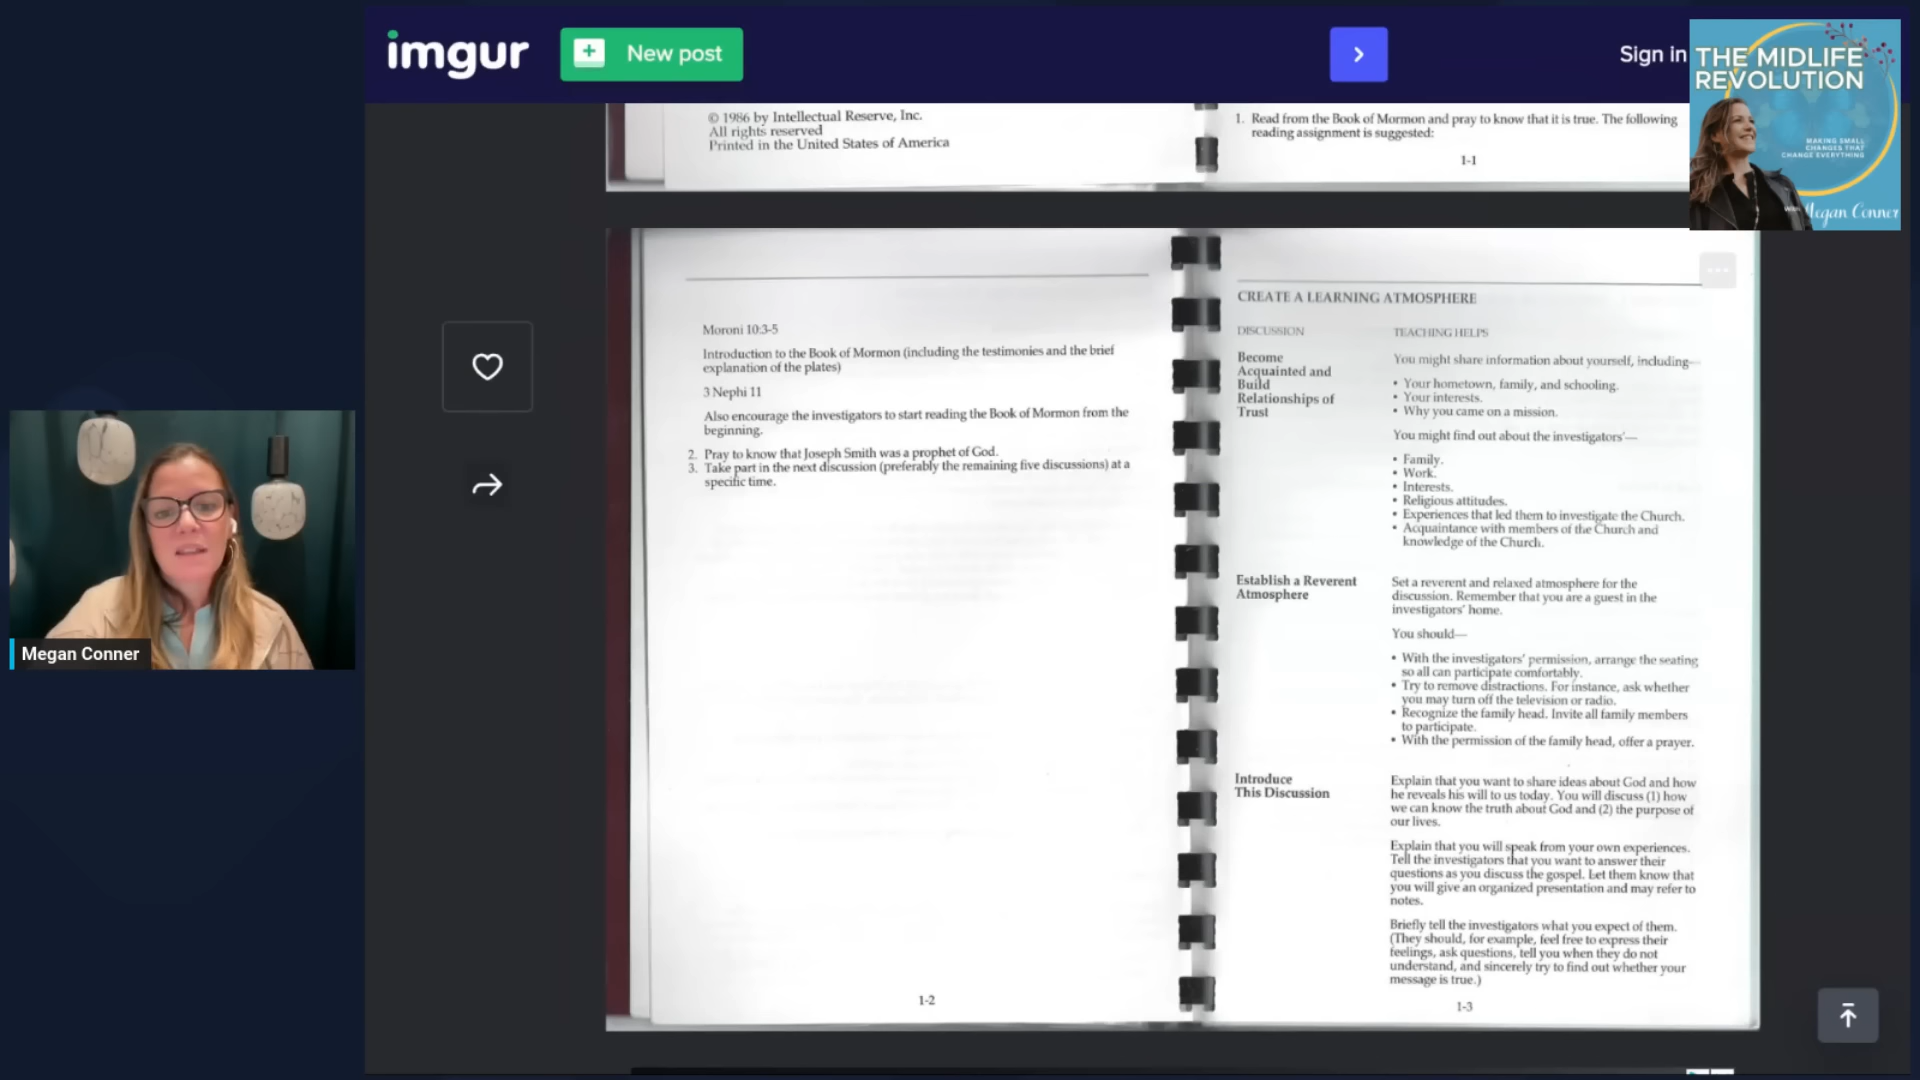 imgur
New post
Sign in
THE MIDLIFE
REVOLUTION
MAKING SMALL
CHANGES THAT
CHANGE EVERYTHING
with Megan Conner
© 1986 by Intellectual Reserve, Inc.
All rights reserved
Printed in the United States of America
1. Read from the Book of Mormon and pray to know that it is true. The following
reading assignment is suggested:
1-1
Moroni 10:3-5
Introduction to the Book of Mormon (including the testimonies and the brief
explanation of the plates)
3 Nephi 11
Also encourage the investigators to start reading the Book of Mormon from the
beginning.
2. Pray to know that Joseph Smith was a prophet of God.
3. Take part in the next discussion (preferably the remaining five discussions) at a
specific time.
1-2
CREATE A LEARNING ATMOSPHERE
DISCUSSION
TEACHING HELPS
Become
Acquainted and
Build
Relationships of
Trust
You might share information about yourself, including—
• Your hometown, family, and schooling.
• Your interests.
• Why you came on a mission.
You might find out about the investigators'—
• Family.
• Work.
• Interests.
• Religious attitudes.
• Experiences that led them to investigate the Church.
• Acquaintance with members of the Church and
knowledge of the Church.
Establish a Reverent
Atmosphere
Set a reverent and relaxed atmosphere for the
discussion. Remember that you are a guest in the
investigators' home.
You should—
• With the investigators' permission, arrange the seating
so all can participate comfortably.
• Try to remove distractions. For instance, ask whether
you may turn off the television or radio.
• Recognize the family head. Invite all family members
to participate.
• With the permission of the family head, offer a prayer.
Introduce
This Discussion
Explain that you want to share ideas about God and how
he reveals his will to us today. You will discuss (1) how
we can know the truth about God and (2) the purpose of
our lives.
Explain that you will speak from your own experiences.
Tell the investigators that you want to answer their
questions as you discuss the gospel. Let them know that
you will give an organized presentation and may refer to
notes.
Briefly tell the investigators what you expect of them.
(They should, for example, feel free to express their
feelings, ask questions, tell you when they do not
understand, and sincerely try to find out whether your
message is true.)
1-3
Megan Conner